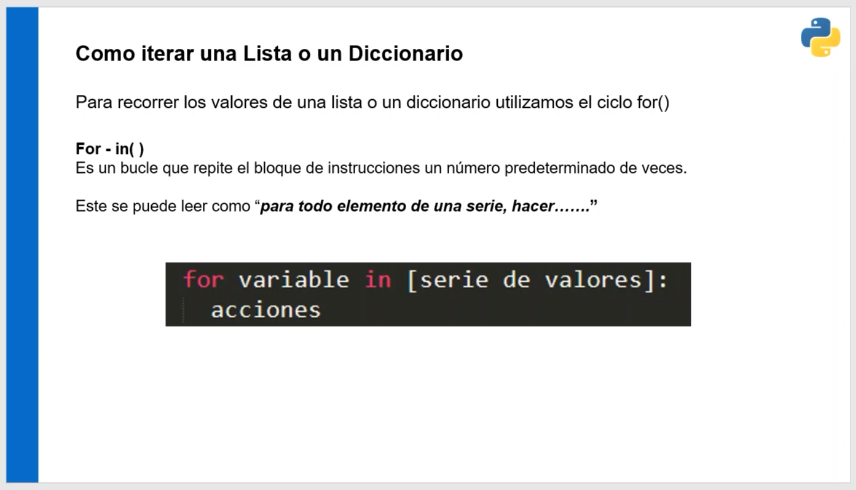 Como iterar una Lista o un Diccionario
Para recorrer los valores de una lista o un diccionario utilizamos el ciclo for()
For - in( )
Es un bucle que repite el bloque de instrucciones un número predeterminado de veces.
Este se puede leer como “para todo elemento de una serie, hacer…….”
for variable in [serie de valores]:
acciones